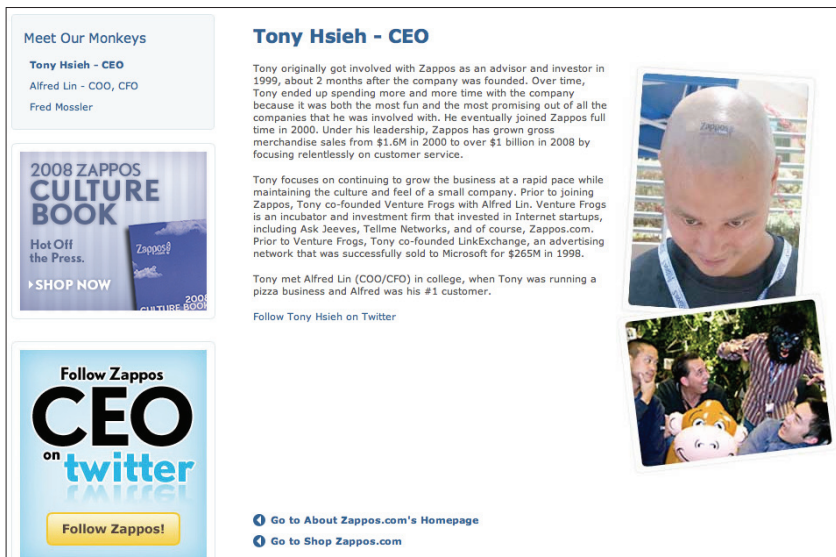 Meet Our Monkeys
Tony Hsieh - CEO
Alfred Lin - COO, CFO
Fred Mossler
2008 ZAPPOS
CULTURE
BOOK
Hot Off
the Press.
SHOP NOW
Zappos
2008
CULTURE BOOK
Follow Zappos
CEO
on
twitter
Follow Zappos!
Tony Hsieh - CEO
Tony originally got involved with Zappos as an advisor and investor in
1999, about 2 months after the company was founded. Over time,
Tony ended up spending more and more time with the company
because it was both the most fun and the most promising out of all the
companies that he was involved with. He eventually joined Zappos full
time in 2000. Under his leadership, Zappos has grown gross
merchandise sales from $1.6M in 2000 to over $1 billion in 2008 by
focusing relentlessly on customer service.
Tony focuses on continuing to grow the business at a rapid pace while
maintaining the culture and feel of a small company. Prior to joining
Zappos, Tony co-founded Venture Frogs with Alfred Lin. Venture Frogs
is an incubator and investment firm that invested in Internet startups,
including Ask Jeeves, Tellme Networks, and of course, Zappos.com.
Prior to Venture Frogs, Tony co-founded LinkExchange, an advertising
network that was successfully sold to Microsoft for $265M in 1998.
Tony met Alfred Lin (COO/CFO) in college, when Tony was running a
pizza business and Alfred was his #1 customer.
Follow Tony Hsieh on Twitter
Go to About Zappos.com's Homepage
Go to Shop Zappos.com
Zappos